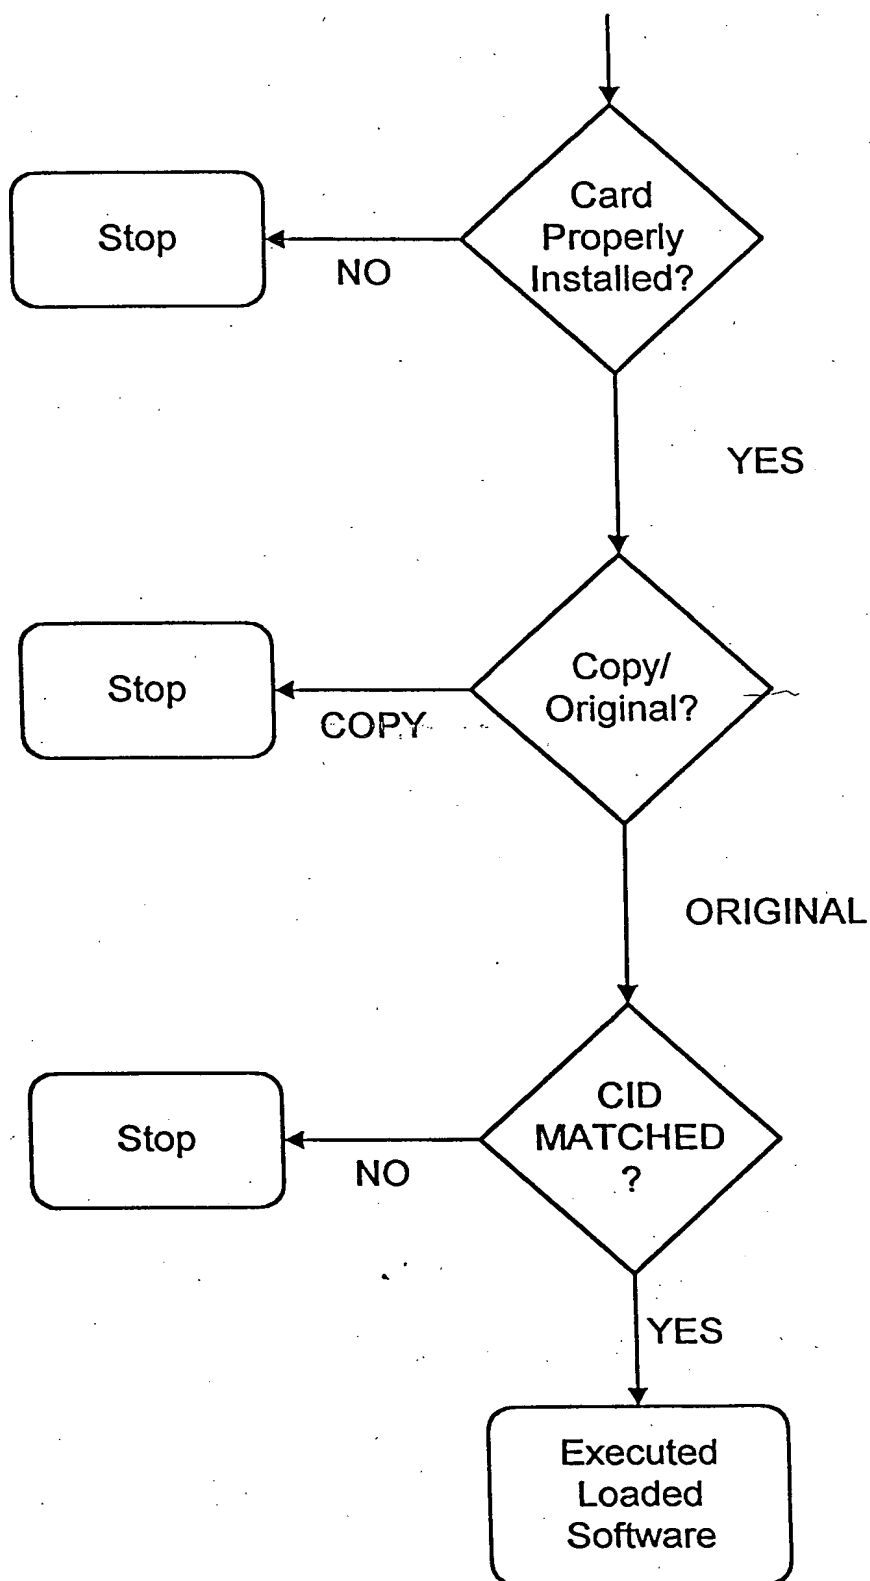 Card
Properly
Installed?
Stop
NO
YES
Copy/
Original?
Stop
COPY
ORIGINAL
CID
MATCHED
?
Stop
NO
YES
Executed
Loaded
Software